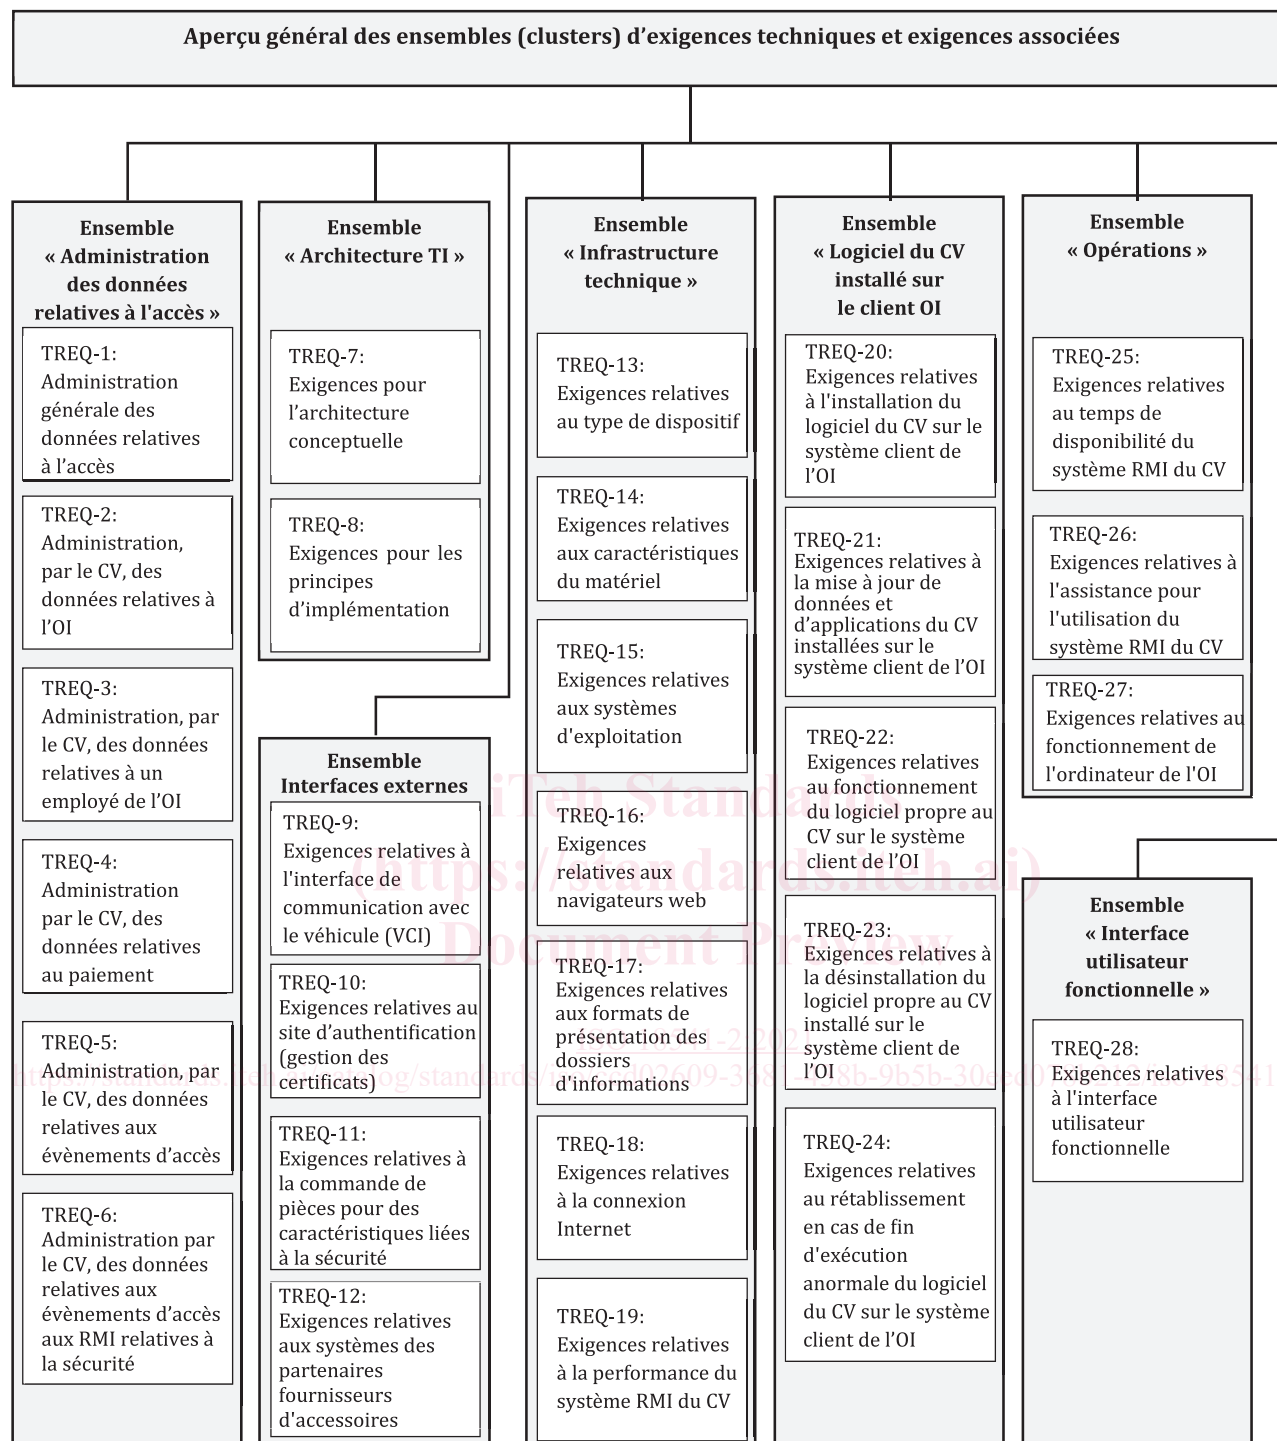 Aperçu général des ensembles (clusters) d’exigences techniques et exigences associées
Ensemble
« Administration
des données
relatives à l'accès »
TREQ-1:
Administration
générale des
données relatives
à l’accès
TREQ-2:
Administration,
par le CV, des
données relatives à
l’OI
TREQ-3:
Administration, par
le CV, des données
relatives à un
employé de l’OI
TREQ-4:
Administration
par le CV, des
données relatives
au paiement
TREQ-5:
Administration, par
le CV, des données
relatives aux
évènements d’accès
TREQ-6:
Administration par
le CV, des données
relatives aux
évènements d’accès
aux RMI relatives à
la sécurité
Ensemble
« Architecture TI »
TREQ-7:
Exigences pour
l’architecture
conceptuelle
TREQ-8:
Exigences pour les
principes
d’implémentation
Ensemble
Interfaces externes
TREQ-9:
Exigences relatives à
l'interface de
communication avec
le véhicule (VCI)
TREQ-10:
Exigences relatives au
site d’authentification
(gestion des
certificats)
TREQ-11:
Exigences relatives à
la commande de
pièces pour des
caractéristiques liées
à la sécurité
TREQ-12:
Exigences relatives
aux systèmes des
partenaires
fournisseurs
d'accessoires
Ensemble
« Infrastructure
technique »
TREQ-13:
Exigences relatives
au type de dispositif
TREQ-14:
Exigences relatives
aux caractéristiques
du matériel
TREQ-15:
Exigences relatives
aux systèmes
d'exploitation
TREQ-16:
Exigences
relatives aux
navigateurs web
TREQ-17:
Exigences relatives
aux formats de
présentation des
dossiers
d'informations
TREQ-18:
Exigences relatives
à la connexion
Internet
TREQ-19:
Exigences relatives
à la performance du
système RMI du CV
Ensemble
« Logiciel du CV
installé sur
le client OI
TREQ-20:
Exigences relatives
à l'installation du
logiciel du CV sur le
système client de
l’OI
TREQ-21:
Exigences relatives à
la mise à jour de
données et
d’applications du CV
installées sur le
système client de l’OI
TREQ-22:
Exigences relatives
au fonctionnement
du logiciel propre au
CV sur le système
client de l’OI
TREQ-23:
Exigences relatives à
la désinstallation du
logiciel propre au CV
installé sur le
système client de
l’OI
TREQ-24:
Exigences relatives
au rétablissement
en cas de fin
d'exécution
anormale du logiciel
du CV sur le système
client de l’OI
Ensemble
« Opérations »
TREQ-25:
Exigences relatives
au temps de
disponibilité du
système RMI du CV
TREQ-26:
Exigences relatives à
l'assistance pour
l'utilisation du
système RMI du CV
TREQ-27:
Exigences relatives au
fonctionnement de
l'ordinateur de l'OI
Ensemble
« Interface
utilisateur
fonctionnelle »
TREQ-28:
Exigences relatives
à l'interface
utilisateur
fonctionnelle
iTeh Standards
(https://standards.iteh.ai)
Document Preview